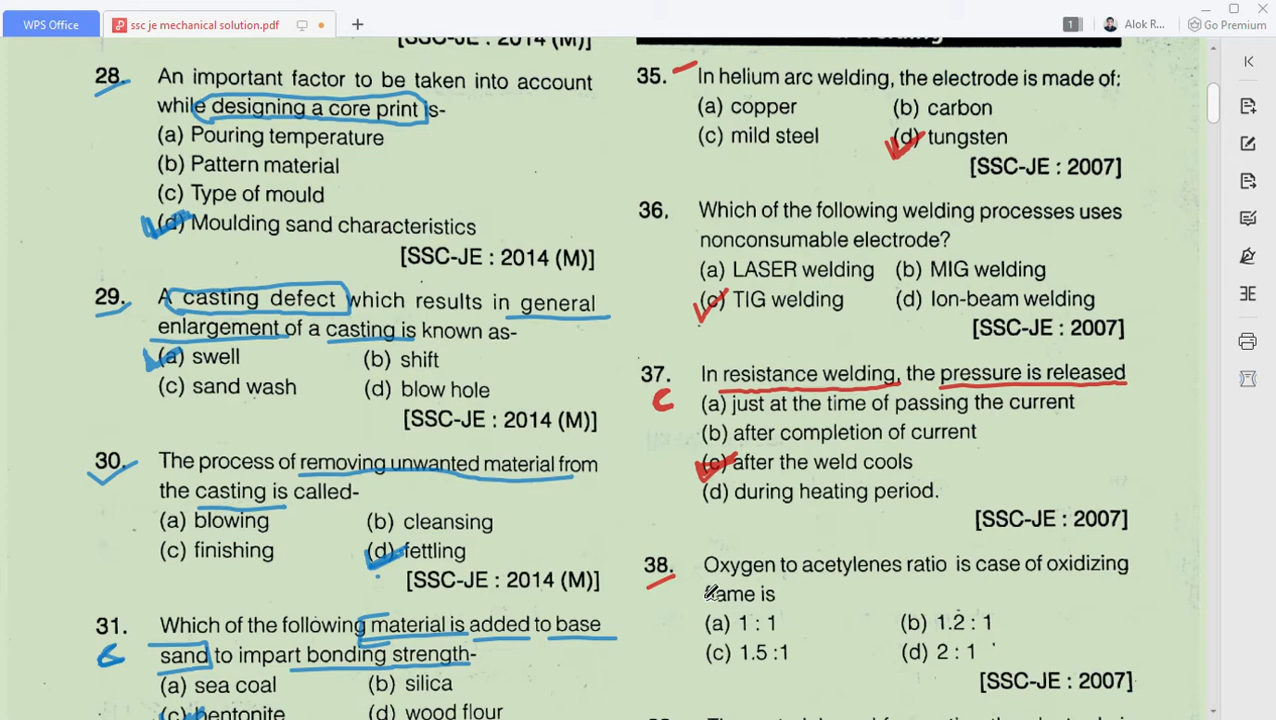 WPS Office
ssc je mechanical solution.pdf
1
Alok R...
Go Premium
[SSC-JE : 2014 (M)]
28. An important factor to be taken into account
while designing a core print is-
(a) Pouring temperature
(b) Pattern material
(c) Type of mould
(d) Moulding sand characteristics
[SSC-JE : 2014 (M)]
29. A casting defect which results in general
enlargement of a casting is known as-
(a) swell (b) shift
(c) sand wash (d) blow hole
[SSC-JE : 2014 (M)]
30. The process of removing unwanted material from
the casting is called-
(a) blowing (b) cleansing
(c) finishing (d) fettling
[SSC-JE : 2014 (M)]
31. Which of the following material is added to base
sand to impart bonding strength-
(a) sea coal (b) silica
(c) bentonite (d) wood flour
35. In helium arc welding, the electrode is made of:
(a) copper (b) carbon
(c) mild steel (d) tungsten
[SSC-JE : 2007]
36. Which of the following welding processes uses
nonconsumable electrode?
(a) LASER welding (b) MIG welding
(c) TIG welding (d) Ion-beam welding
[SSC-JE : 2007]
37. In resistance welding, the pressure is released
C
(a) just at the time of passing the current
(b) after completion of current
(c) after the weld cools
(d) during heating period.
[SSC-JE : 2007]
38. Oxygen to acetylenes ratio is case of oxidizing
flame is
(a) 1 : 1 (b) 1.2 : 1
(c) 1.5 :1 (d) 2 : 1
[SSC-JE : 2007]